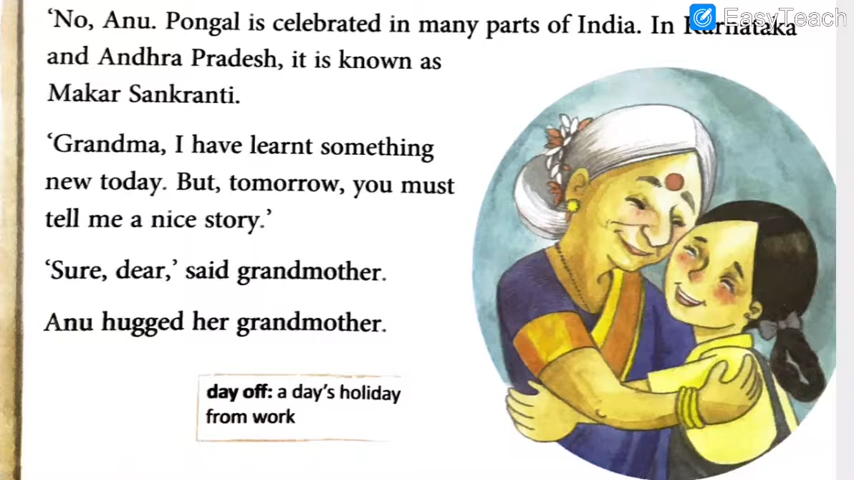 'No, Anu. Pongal is celebrated in many parts of India. In Karnataka
and Andhra Pradesh, it is known as
Makar Sankranti.
'Grandma, I have learnt something
new today. But, tomorrow, you must
tell me a nice story.'
'Sure, dear,' said grandmother.
Anu hugged her grandmother.
day off: a day's holiday
from work
EasyTeach